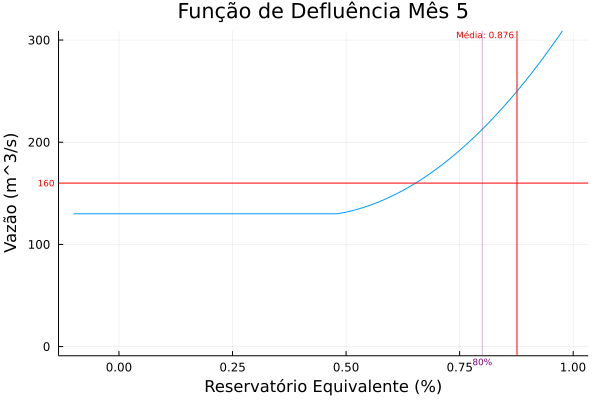 Função de Defluência Mês 5
Média: 0.876
300
200
160
100
0
Vazão (m^3/s)
0.00
0.25
0.50
0.75
80%
1.00
Reservatório Equivalente (%)